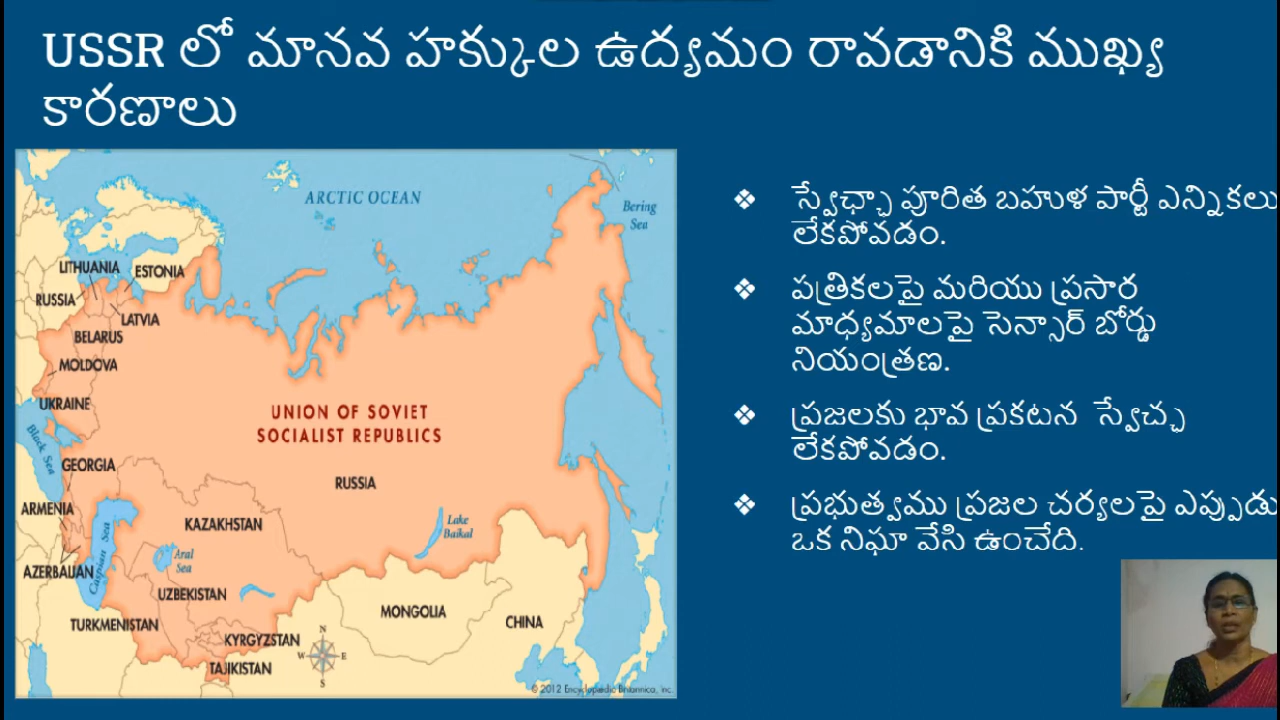 USSR లో మానవ హక్కుల ఉద్యమం రావడానికి ముఖ్య
కారణాలు
ARCTIC OCEAN
Bering
Sea
LITHUANIA
ESTONIA
RUSSIA
LATVIA
BELARUS
MOLDOVA
UKRAINE
Black Sea
GEORGIA
ARMENIA
AZERBAIJAN
Caspian Sea
UNION OF SOVIET
SOCIALIST REPUBLICS
RUSSIA
KAZAKHSTAN
Lake
Baikal
Aral
Sea
UZBEKISTAN
TURKMENISTAN
KYRGYZSTAN
TAJIKISTAN
MONGOLIA
CHINA
N
W E
S
© 2012 Encyclopædia Britannica, inc.
❖ స్వేఛ్ఛా పూరిత బహుళ పార్టీ ఎన్నికలు
లేకపోవడం.
❖ పత్రికలపై మరియు ప్రసార
మాధ్యమాలపై సెన్సార్ బోర్డు
నియంత్రణ.
❖ ప్రజలకు భావ ప్రకటన స్వేచ్ఛ
లేకపోవడం.
❖ ప్రభుత్వము ప్రజల చర్యలపై ఎప్పుడు
ఒక నిఘా వేసి ఉంచేది.